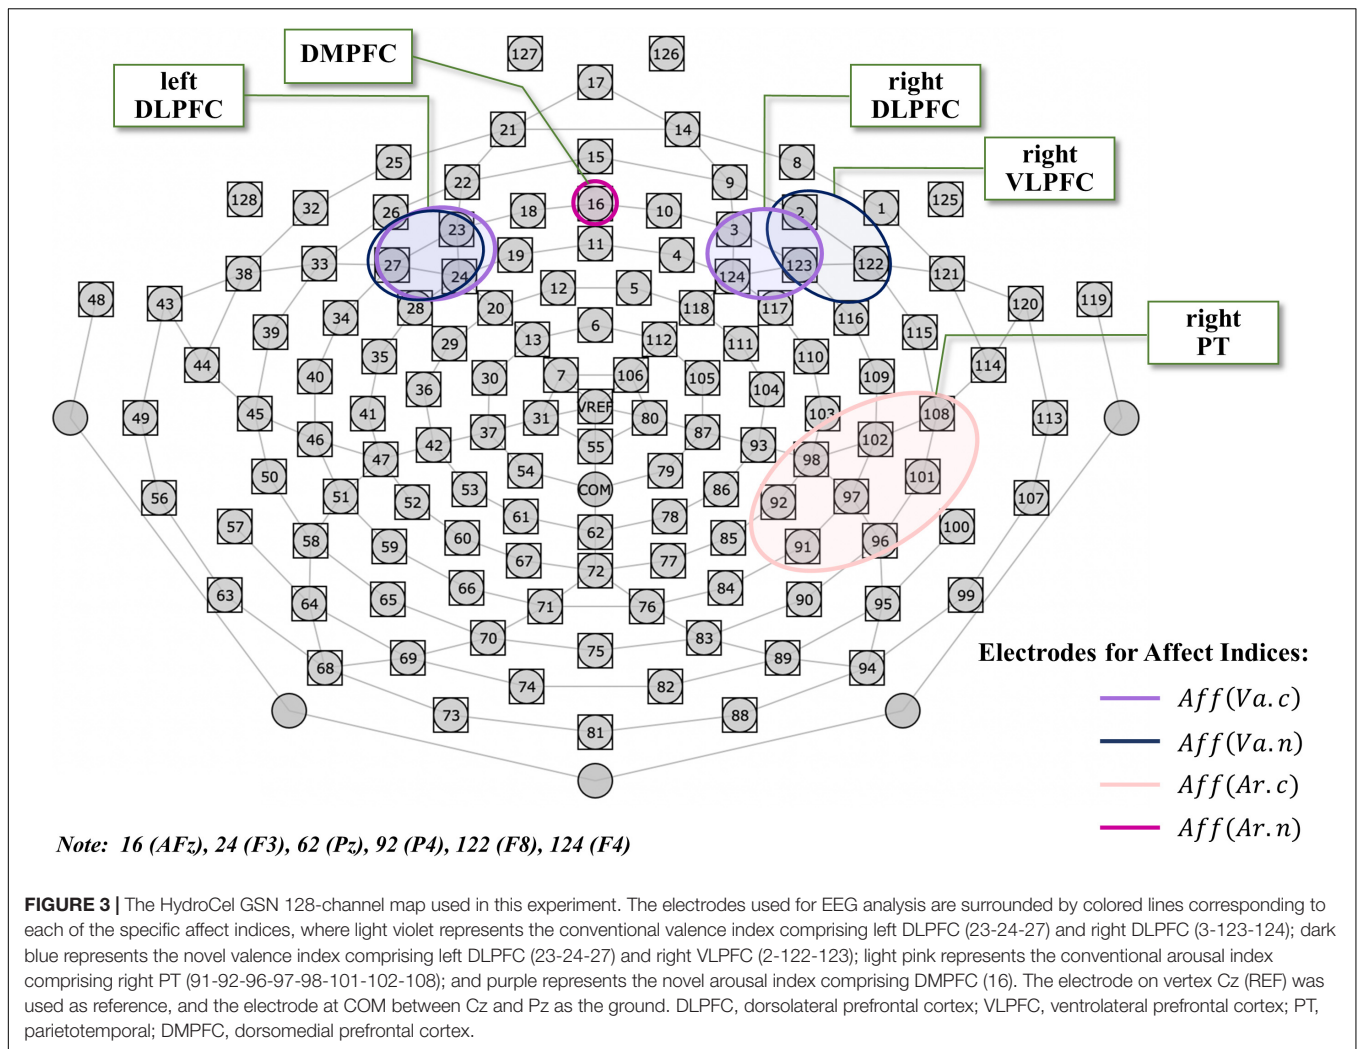 DMPFC
left
DLPFC
right
DLPFC
right
VLPFC
right
PT
127 126
17
21 14
25 15 8
22 9
128 32 26 18 16 10 2 1 125
23 3
33 27 19 11 4 123 122
38 24 124 121
48 43 28 20 12 5 118 117 116 120 119
39 34 29 13 6 112 111 115
44 35 110 114
40 36 30 7 106 105 104 109
49 45 41 31 VREF 80 103 108 113
46 42 37 55 87 93 102
50 47 54 79 98 101
56 51 52 53 COM 86 92 97 107
57 58 61 62 78 100
59 60 85 91 96
67 72 77
63 64 65 66 71 76 84 90 95 99
70 75 83
68 69 89 94
74 82
73 81 88
Electrodes for Affect Indices:
Aff(Va.c)
Aff(Va.n)
Aff(Ar.c)
Aff(Ar.n)
Note: 16 (AFz), 24 (F3), 62 (Pz), 92 (P4), 122 (F8), 124 (F4)
FIGURE 3 | The HydroCel GSN 128-channel map used in this experiment. The electrodes used for EEG analysis are surrounded by colored lines corresponding to
each of the specific affect indices, where light violet represents the conventional valence index comprising left DLPFC (23-24-27) and right DLPFC (3-123-124); dark
blue represents the novel valence index comprising left DLPFC (23-24-27) and right VLPFC (2-122-123); light pink represents the conventional arousal index
comprising right PT (91-92-96-97-98-101-102-108); and purple represents the novel arousal index comprising DMPFC (16). The electrode on vertex Cz (REF) was
used as reference, and the electrode at COM between Cz and Pz as the ground. DLPFC, dorsolateral prefrontal cortex; VLPFC, ventrolateral prefrontal cortex; PT,
parietotemporal; DMPFC, dorsomedial prefrontal cortex.